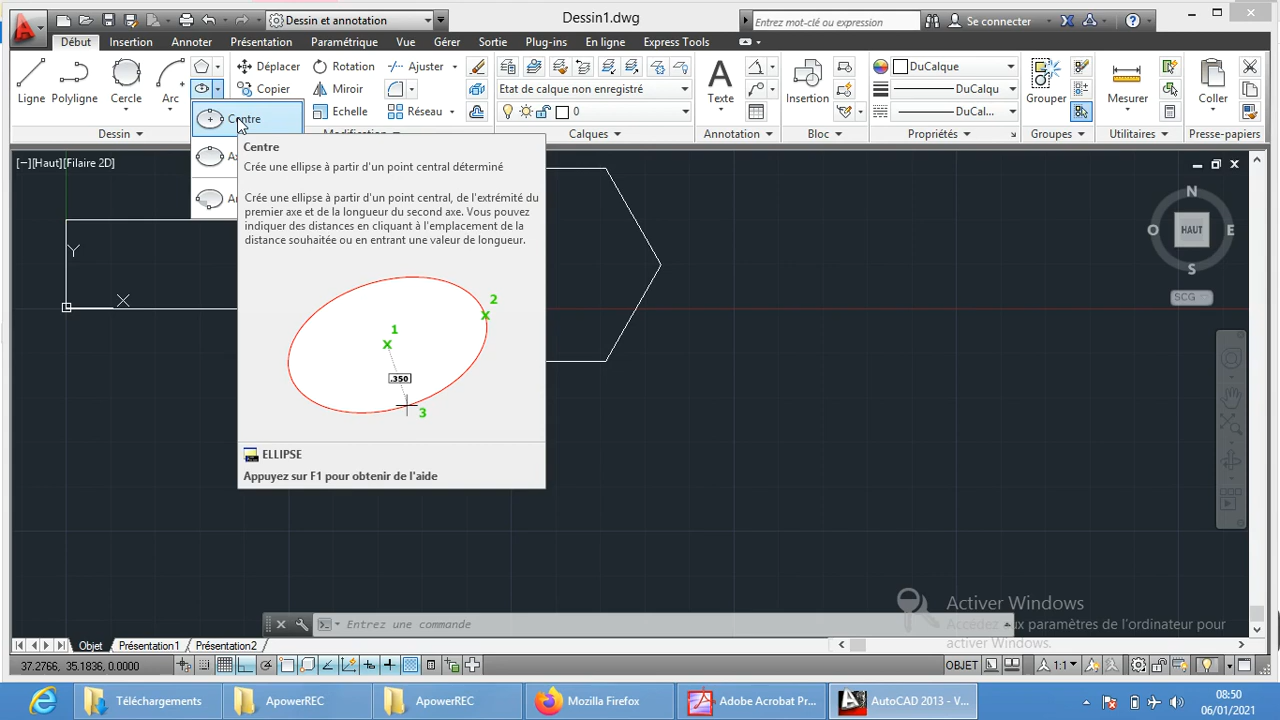 Dessin et annotation
Dessin1.dwg
Entrez mot-clé ou expression
Se connecter
Début
Insertion
Annoter
Présentation
Paramétrique
Vue
Gérer
Sortie
Plug-ins
En ligne
Express Tools
Ligne
Polyligne
Cercle
Arc
Déplacer
Rotation
Ajuster
Copier
Miroir
Echelle
Réseau
Etat calque non enregistré
0
Texte
Insertion
DuCalque
DuCalqu
DuCal...
Grouper
Mesurer
Coller
Dessin
Calques
Annotation
Bloc
Propriétés
Groupes
Utilitaires
Presse-papiers
Centre
[−][Haut][Filaire 2D]
Centre
Crée une ellipse à partir d'un point central déterminé
Crée une ellipse à partir d'un point central, de l'extrémité du
premier axe et de la longueur du second axe. Vous pouvez
indiquer des distances en cliquant à l'emplacement de la
distance souhaitée ou en entrant une valeur de longueur.
1
2
3
.350
ELLIPSE
Appuyez sur F1 pour obtenir de l'aide
Y
X
N
O
HAUT
E
S
SCG
Activer Windows
Accédez aux paramètres de l'ordinateur pour
activer Windows.
Entrez une commande
Objet
Présentation1
Présentation2
37.2766, 35.1836, 0.0000
OBJET
1:1
Téléchargements
ApowerREC
ApowerREC
Mozilla Firefox
Adobe Acrobat Pr...
AutoCAD 2013 - V...
08:50
06/01/2021